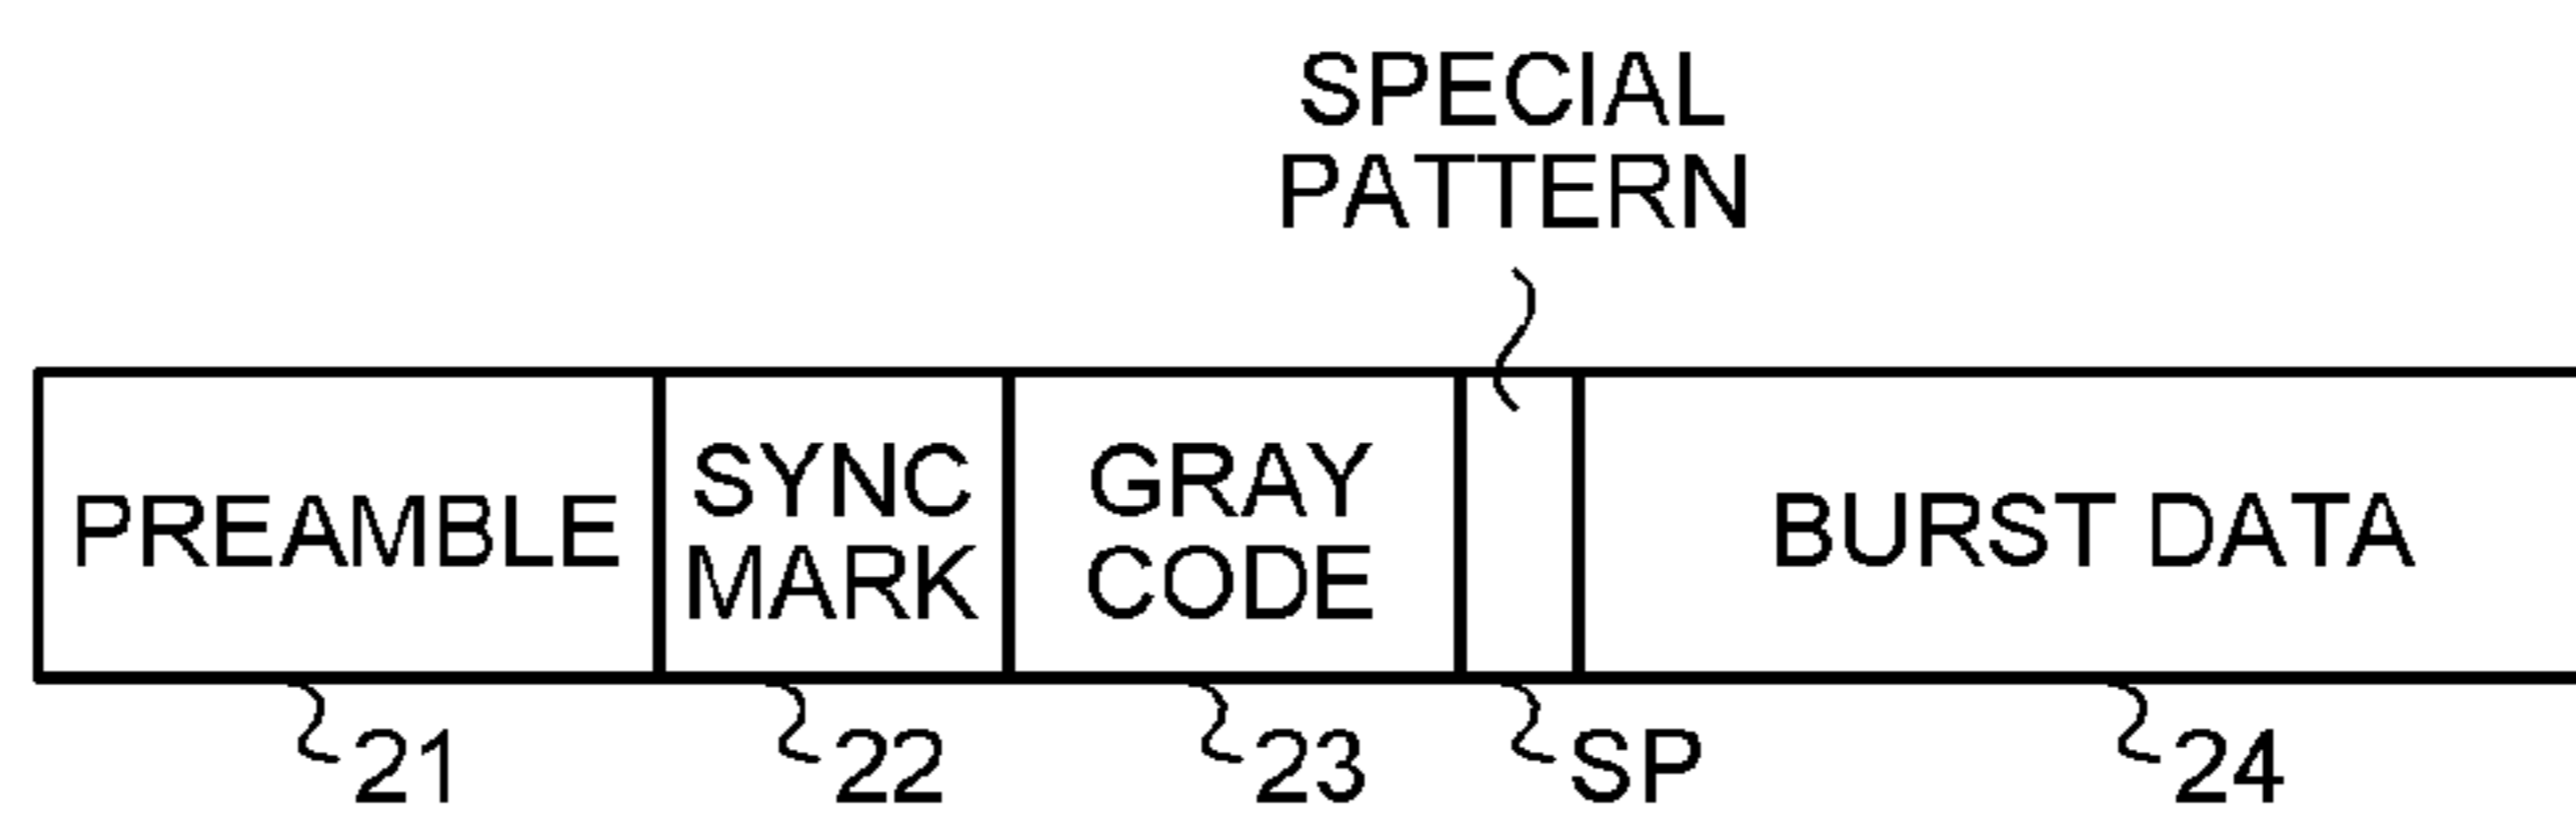 SPECIAL
PATTERN
PREAMBLE
SYNC
MARK
GRAY
CODE
BURST DATA
21
22
23
SP
24